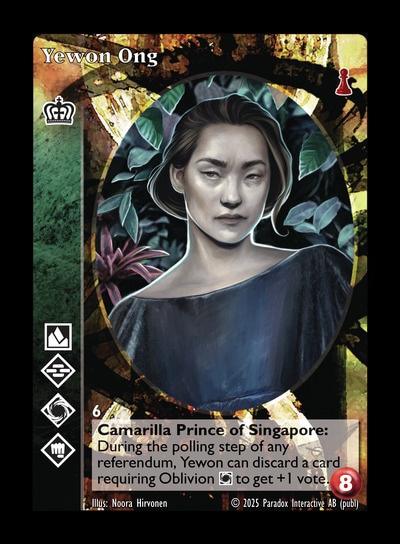 Yewon Ong
6
Camarilla Prince of Singapore:
During the polling step of any
referendum, Yewon can discard a card
requiring Oblivion to get +1 vote.
8
Illus: Noora Hirvonen © 2025 Paradox Interactive AB (publ)